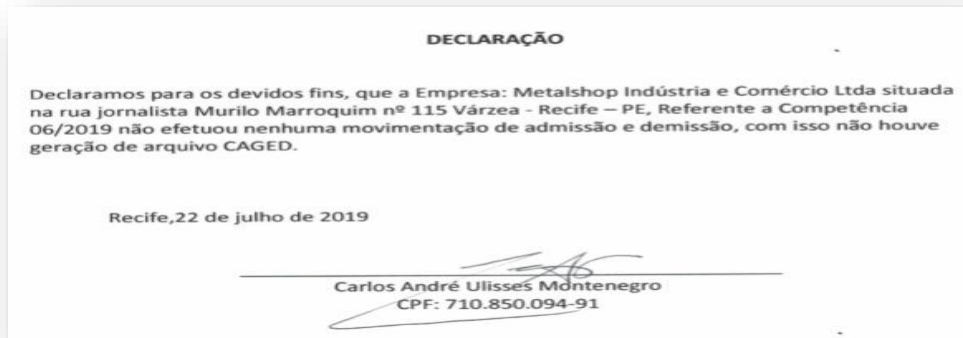 DECLARAÇÃO
Declaramos para os devidos fins, que a Empresa: Metalshop Indústria e Comércio Ltda situada
na rua jornalista Murilo Marroquim nº 115 Várzea - Recife – PE, Referente a Competência
06/2019 não efetuou nenhuma movimentação de admissão e demissão, com isso não houve
geração de arquivo CAGED.
Recife,22 de julho de 2019
Carlos André Ulisses Montenegro
CPF: 710.850.094-91